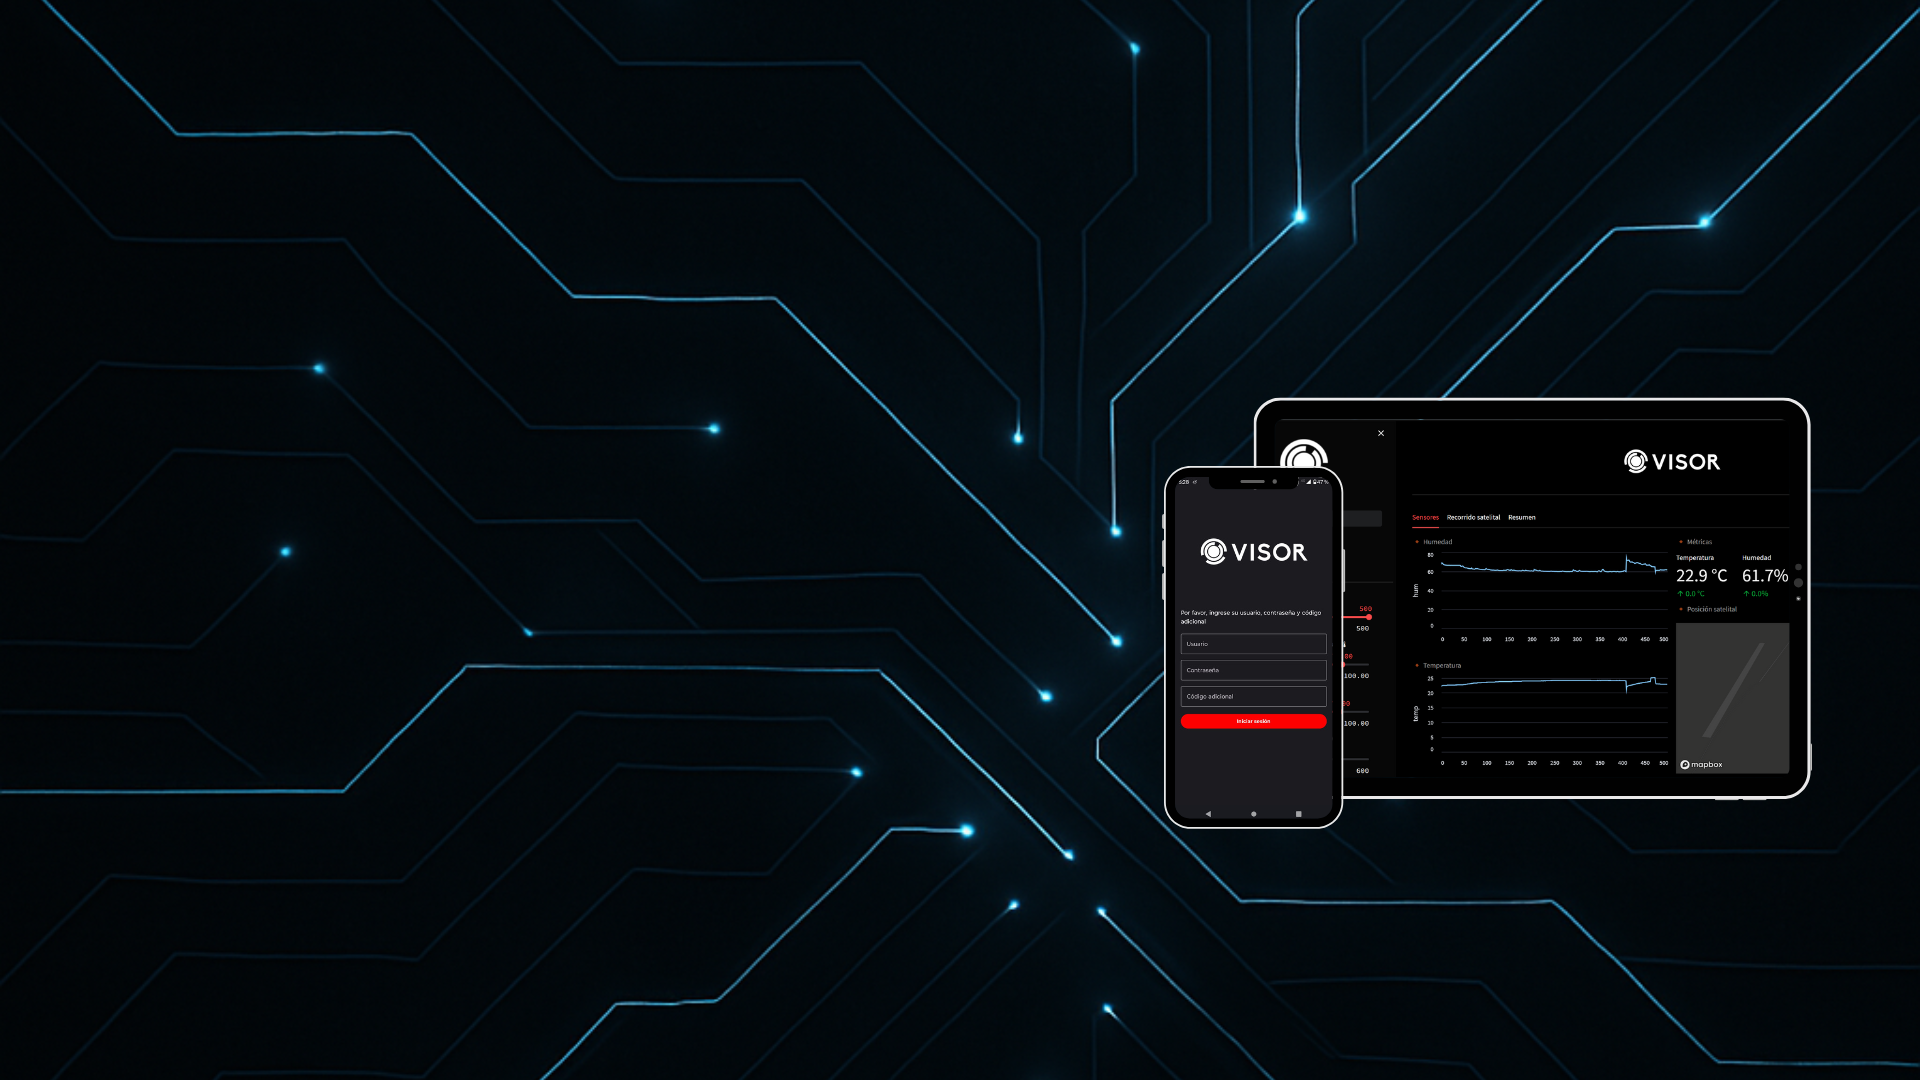 VISOR
Sensores Recorrido satelital Resumen
Humedad
80
60
40
20
0
hum
0 50 100 150 200 250 300 350 400 450 500
Temperatura
25
20
15
10
5
0
temp
0 50 100 150 200 250 300 350 400 450 500
Métricas
Temperatura Humedad
22.9 °C 61.7%
↑ 0.0 °C ↑ 0.0%
Posición satelital
mapbox
500
500
00
100.00
100.00
600
47%
VISOR
Por favor, ingrese su usuario, contraseña y código
adicional
Usuario
Contraseña
Código adicional
Iniciar sesión